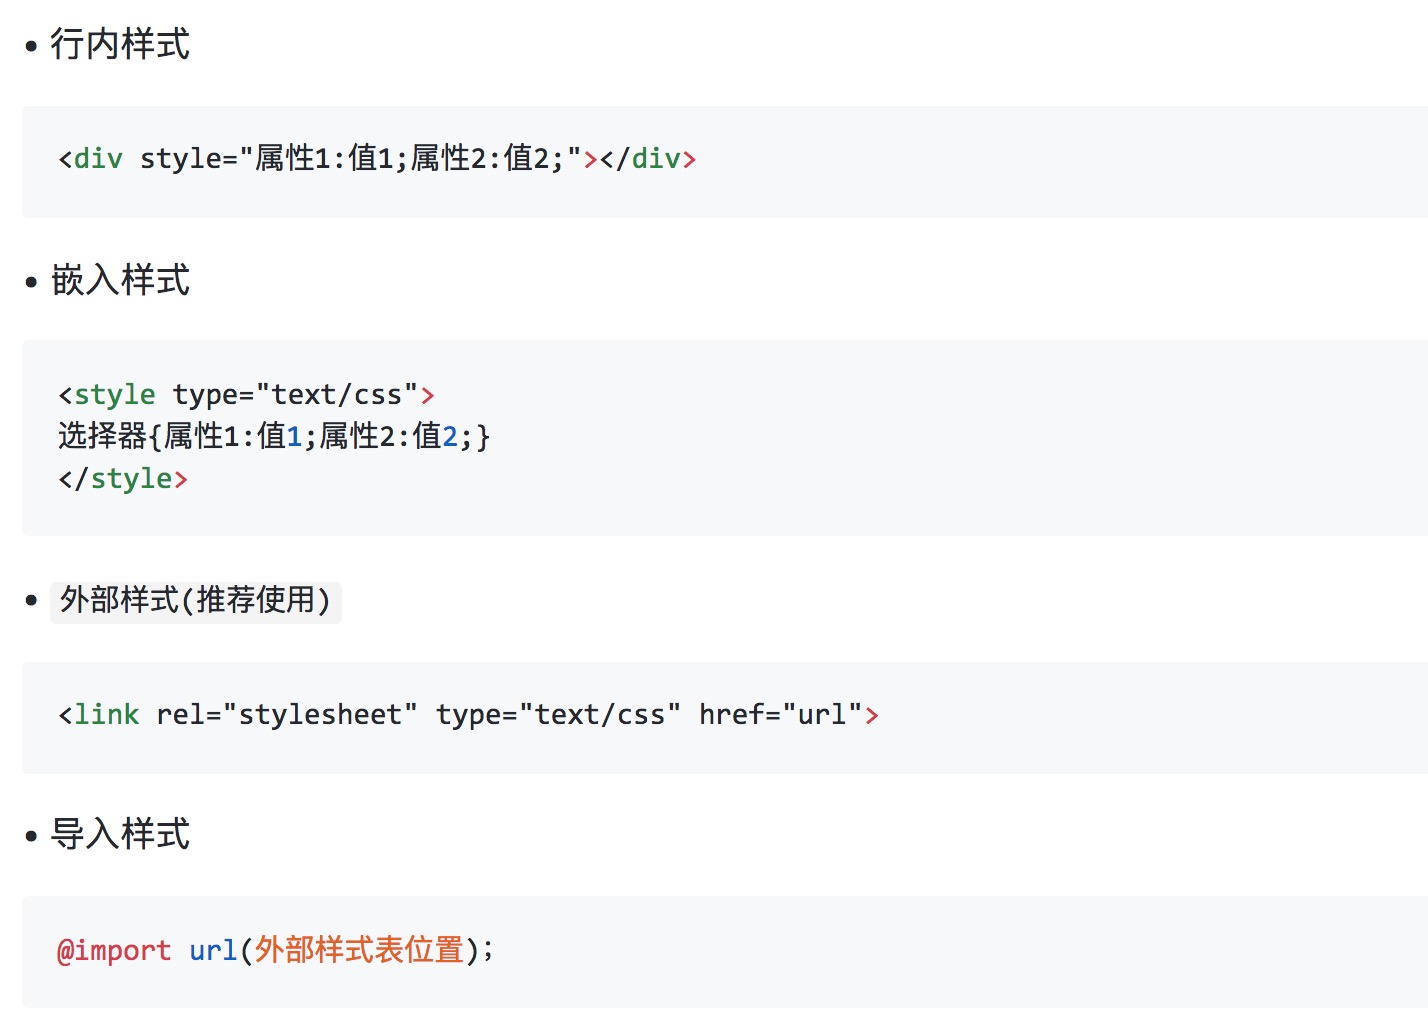 • 行内样式
<div style="属性1:值1;属性2:值2;"></div>
• 嵌入样式
<style type="text/css">
选择器{属性1:值1;属性2:值2;}
</style>
• 外部样式(推荐使用)
<link rel="stylesheet" type="text/css" href="url">
• 导入样式
@import url(外部样式表位置);